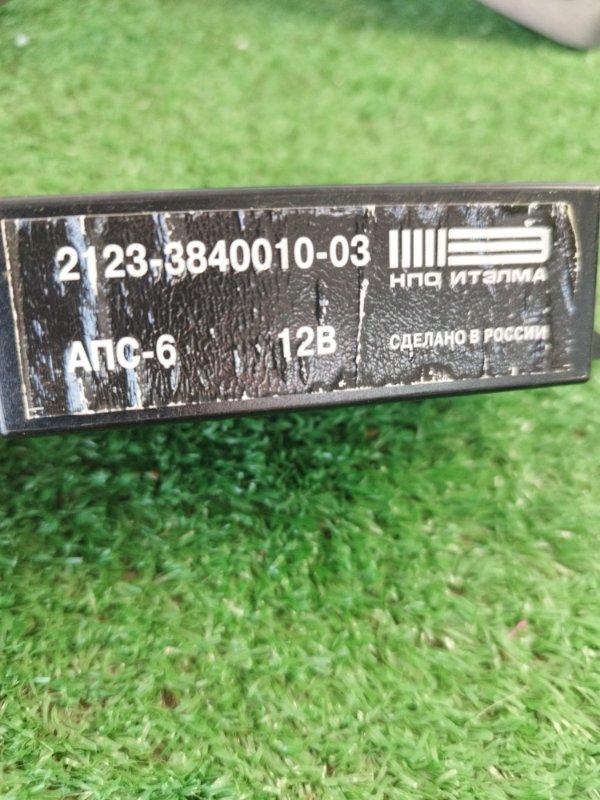 2123-3840010-03
НПО ИТЭЛМА
АПС-6 12В СДЕЛАНО В РОССИИ